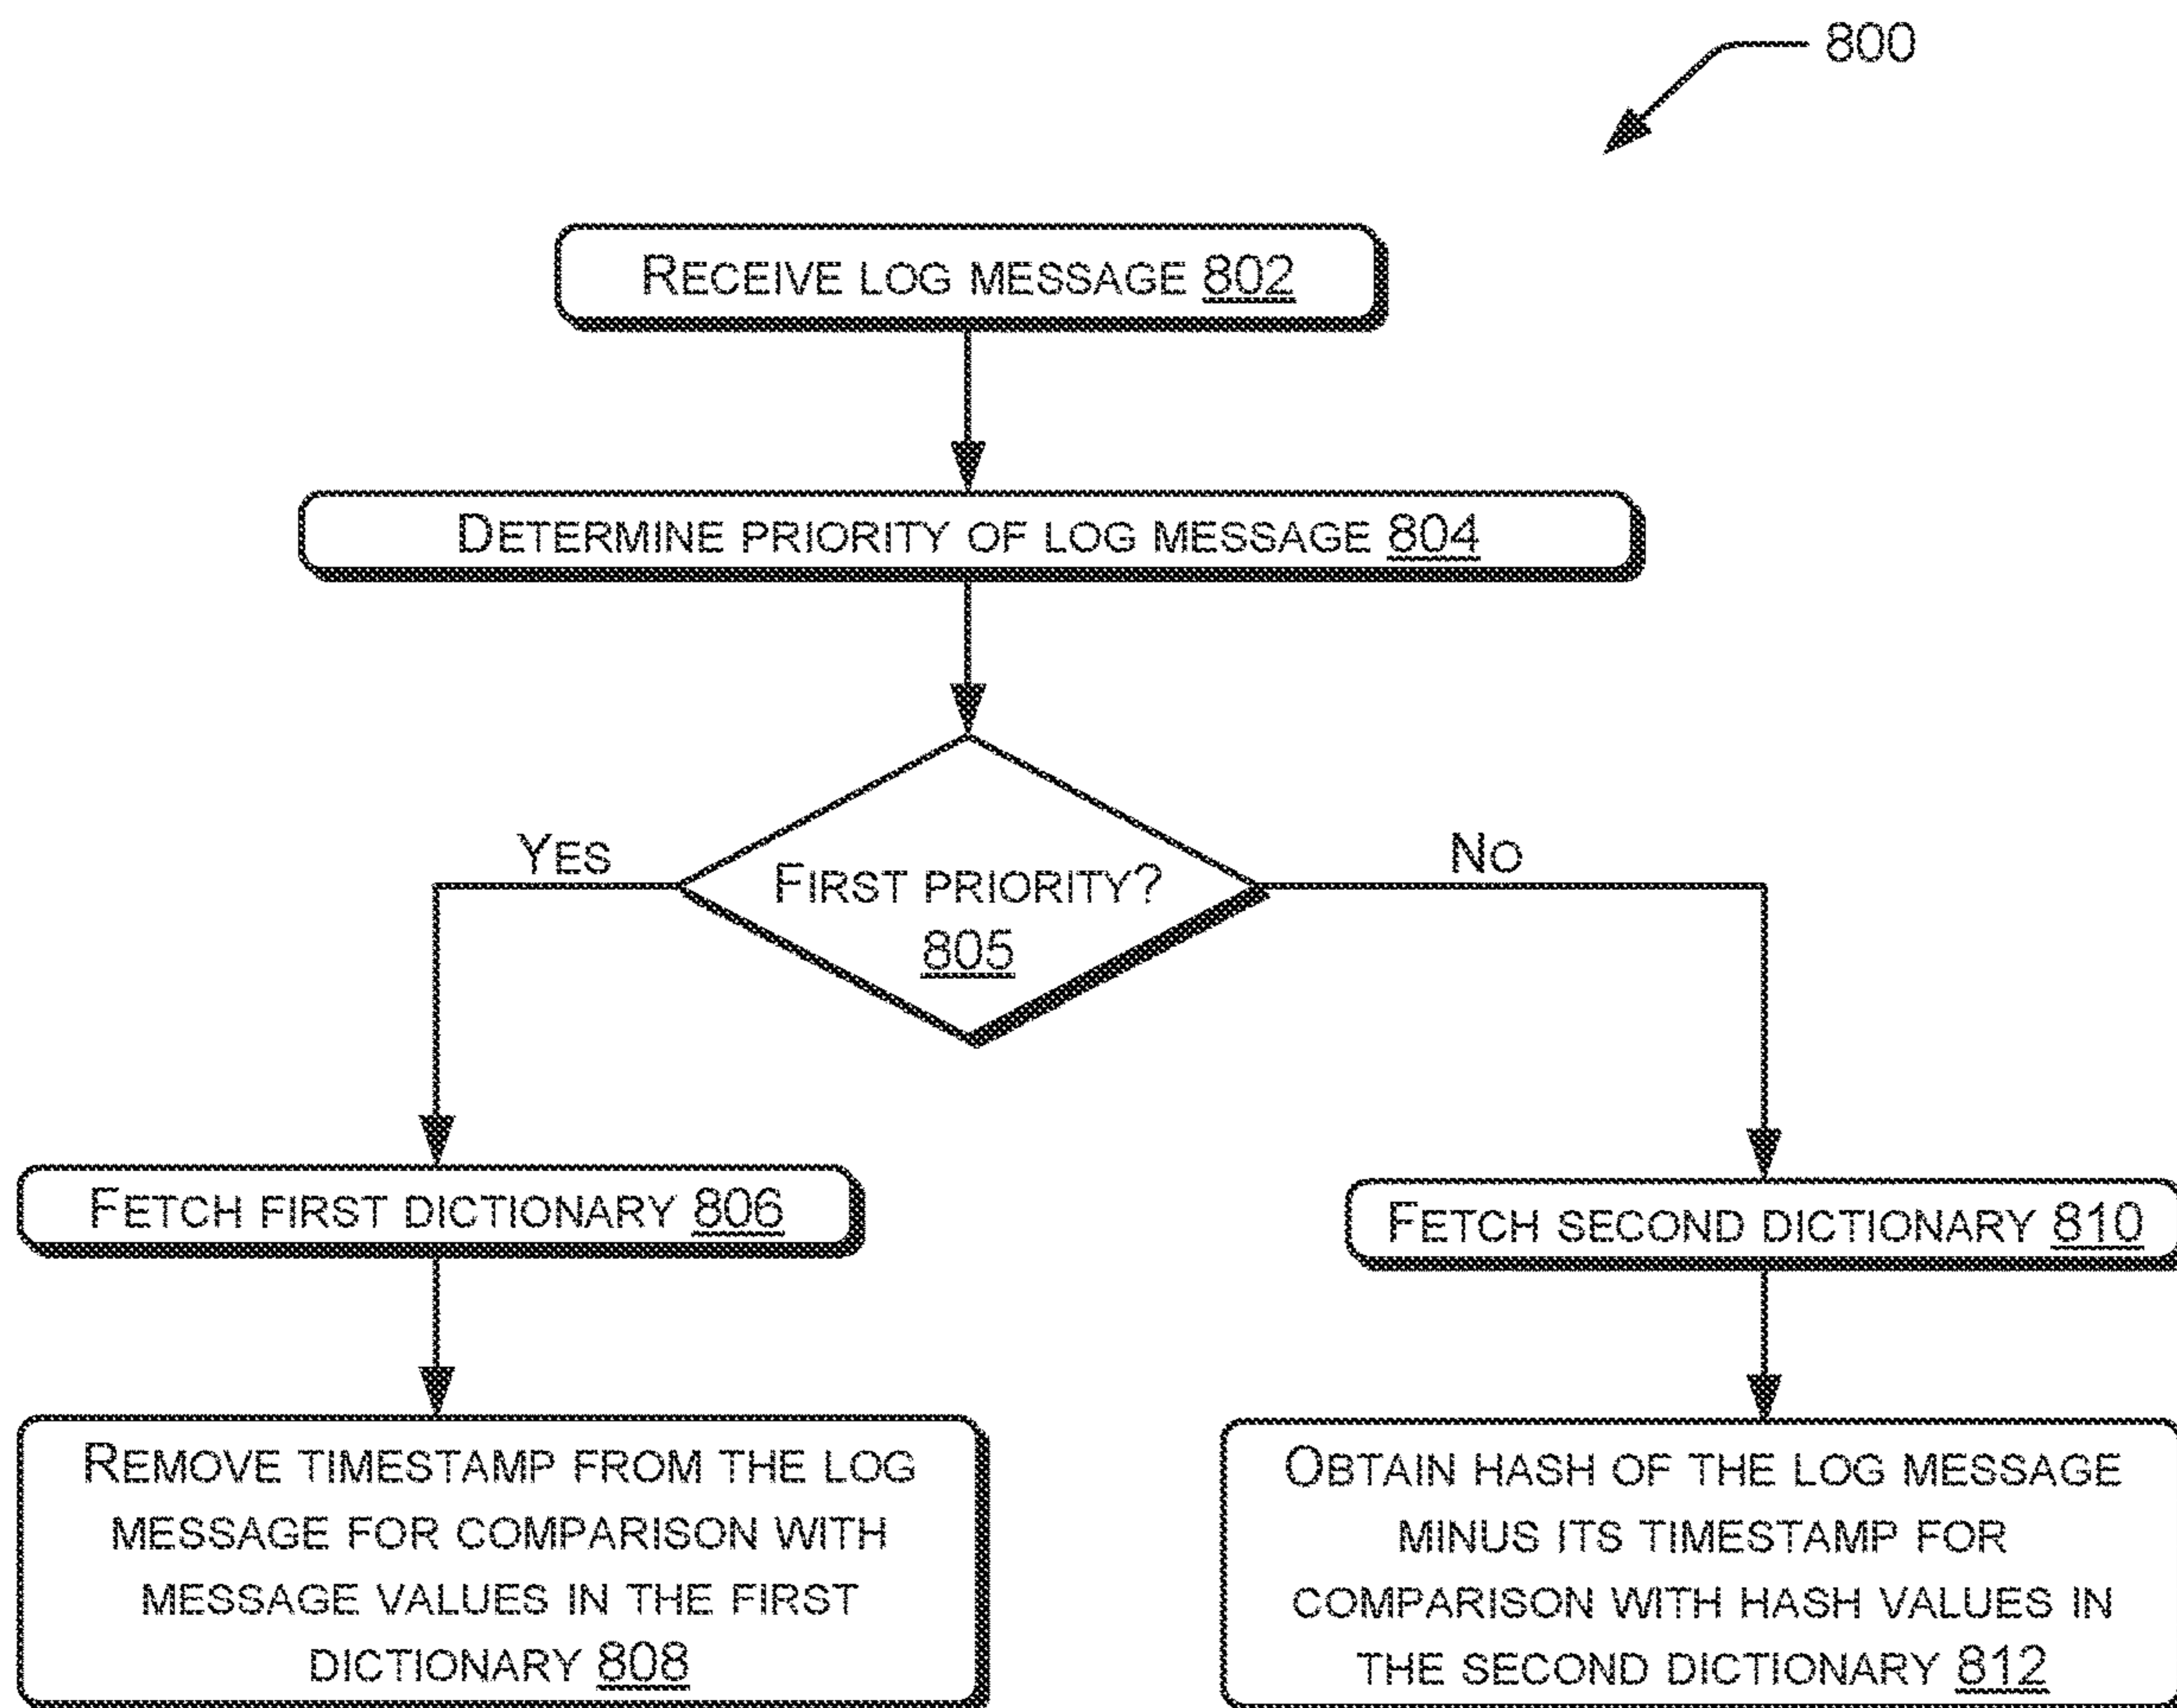 800
RECEIVE LOG MESSAGE 802
DETERMINE PRIORITY OF LOG MESSAGE 804
YES
NO
FIRST PRIORITY?
805
FETCH FIRST DICTIONARY 806
FETCH SECOND DICTIONARY 810
REMOVE TIMESTAMP FROM THE LOG
MESSAGE FOR COMPARISON WITH
MESSAGE VALUES IN THE FIRST
DICTIONARY 808
OBTAIN HASH OF THE LOG MESSAGE
MINUS ITS TIMESTAMP FOR
COMPARISON WITH HASH VALUES IN
THE SECOND DICTIONARY 812